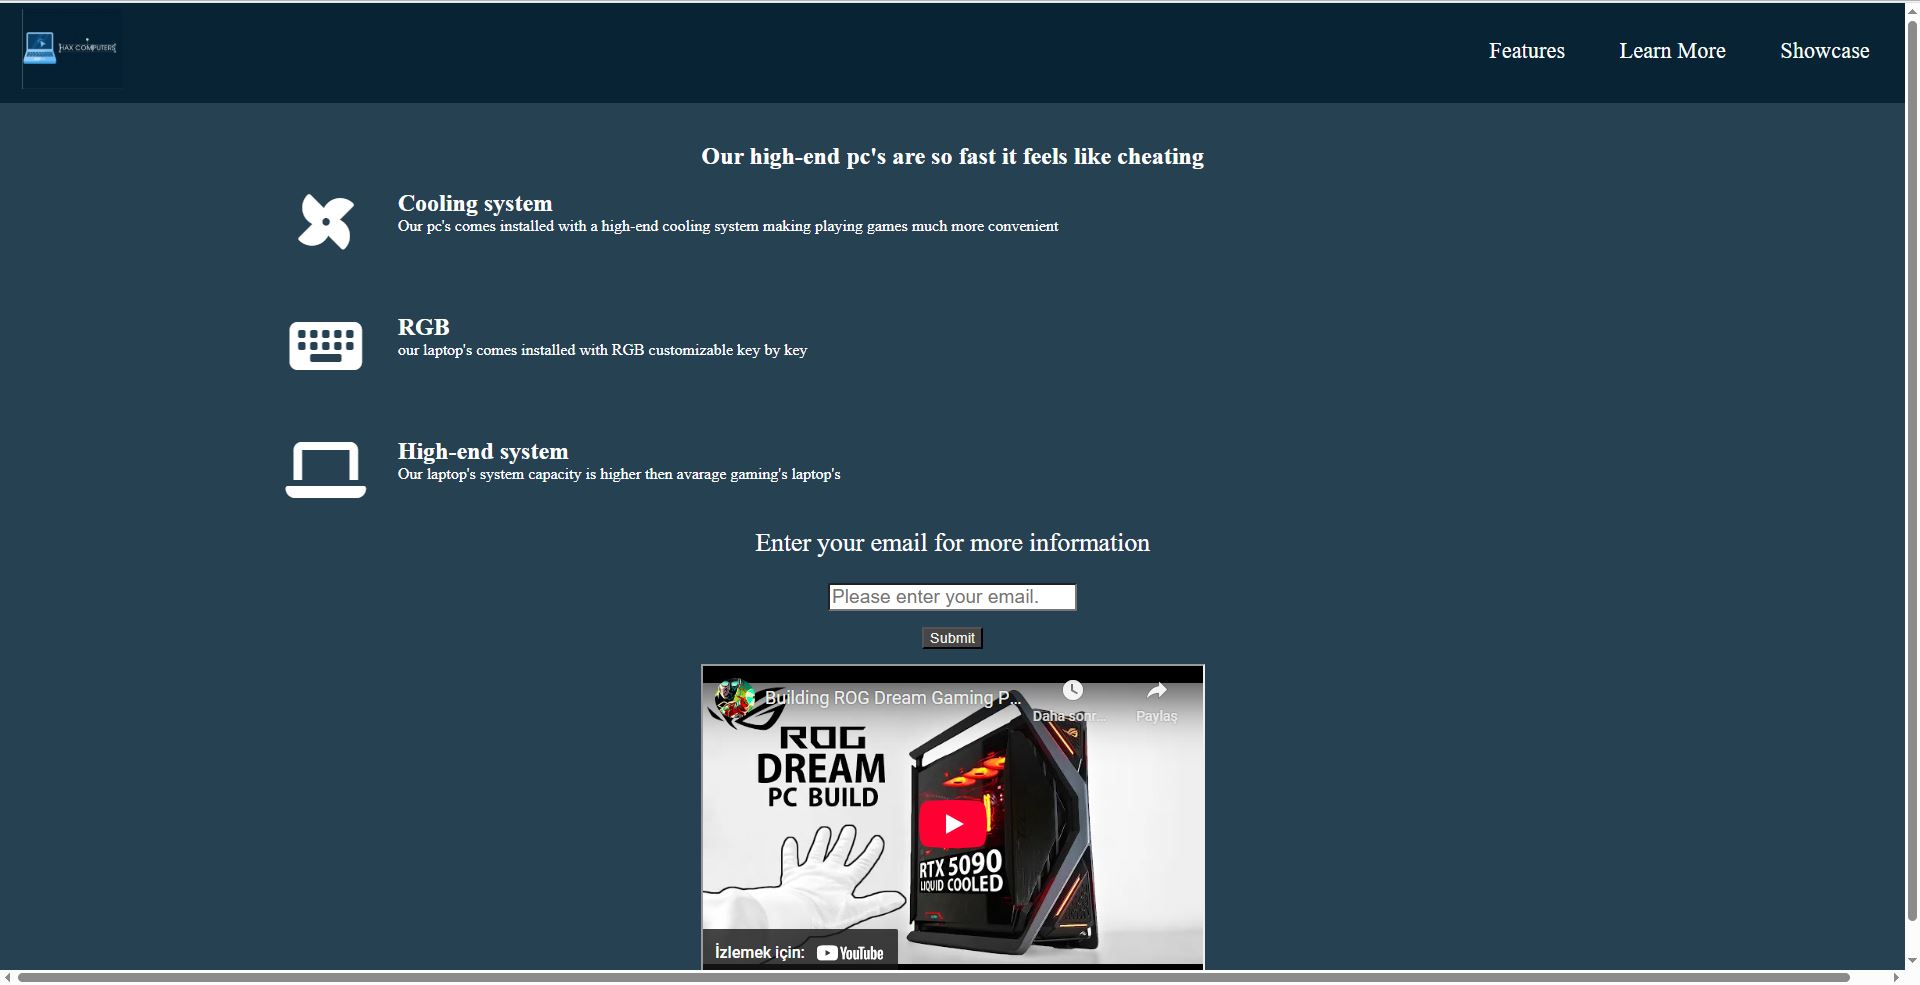 HAX COMPUTERS
Features
Learn More
Showcase
Our high-end pc's are so fast it feels like cheating
Cooling system
Our pc's comes installed with a high-end cooling system making playing games much more convenient
RGB
our laptop's comes installed with RGB customizable key by key
High-end system
Our laptop's system capacity is higher then avarage gaming's laptop's
Enter your email for more information
Please enter your email.
Submit
Building ROG Dream Gaming P...
Daha sonr...
Paylaş
ROG
DREAM
PC BUILD
RTX 5090
LIQUID COOLED
İzlemek için:
YouTube